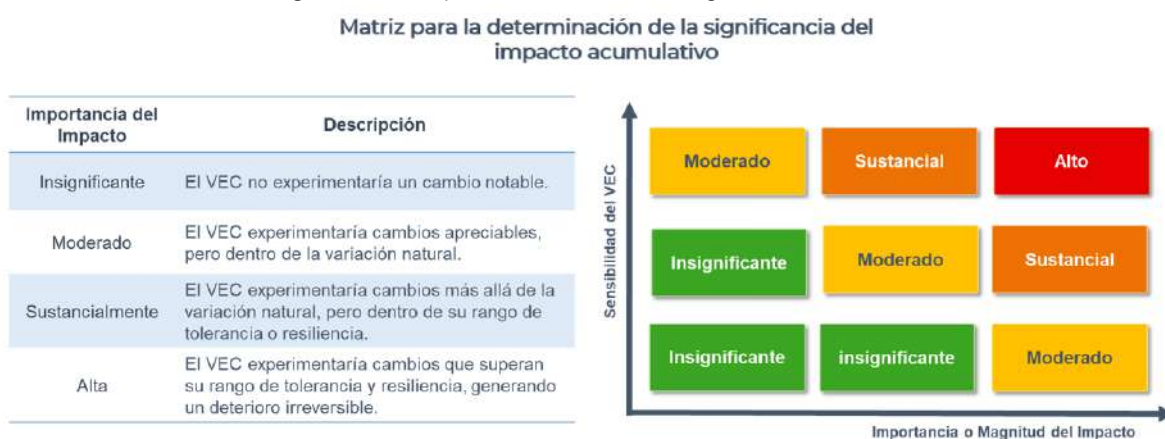 Matriz para la determinación de la significancia del
impacto acumulativo
Importancia del
Impacto
Descripción
Insignificante
El VEC no experimentaría un cambio notable.
Moderado
El VEC experimentaría cambios apreciables,
pero dentro de la variación natural.
Sustancialmente
El VEC experimentaría cambios más allá de la
variación natural, pero dentro de su rango de
tolerancia o resiliencia.
Alta
El VEC experimentaría cambios que superan
su rango de tolerancia y resiliencia, generando
un deterioro irreversible.
Sensibilidad del VEC
Moderado
Sustancial
Alto
Insignificante
Moderado
Sustancial
Insignificante
insignificante
Moderado
Importancia o Magnitud del Impacto